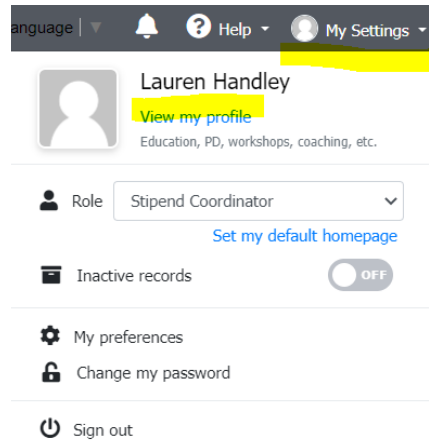 anguage
Help
My Settings
Lauren Handley
View my profile
Education, PD, workshops, coaching, etc.
Role
Stipend Coordinator
Set my default homepage
Inactive records
OFF
My preferences
Change my password
Sign out